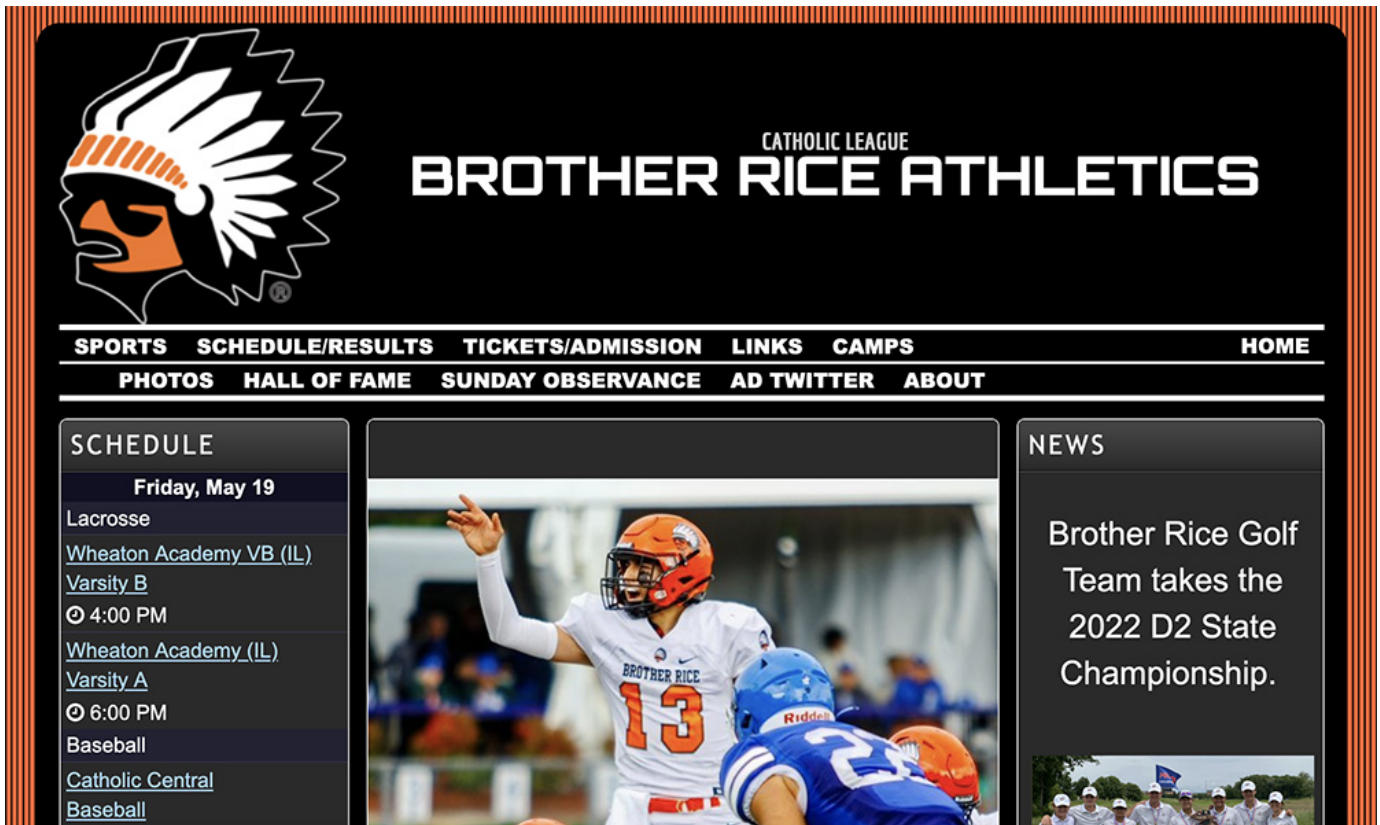 ®
CATHOLIC LEAGUE
BROTHER RICE ATHLETICS
SPORTS SCHEDULE/RESULTS TICKETS/ADMISSION LINKS CAMPS HOME
PHOTOS HALL OF FAME SUNDAY OBSERVANCE AD TWITTER ABOUT
SCHEDULE
Friday, May 19
Lacrosse
Wheaton Academy VB (IL)
Varsity B
4:00 PM
Wheaton Academy (IL)
Varsity A
6:00 PM
Baseball
Catholic Central
Baseball
BROTHER RICE
13
Riddell
22
NEWS
Brother Rice Golf
Team takes the
2022 D2 State
Championship.